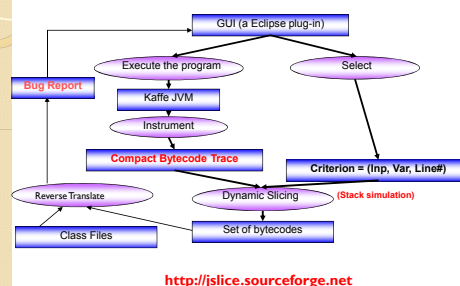 GUI (a Eclipse plug-in)
Execute the program
Select
Bug Report
Kaffe JVM
Instrument
Compact Bytecode Trace
Criterion = (Inp, Var, Line#)
Reverse Translate
Dynamic Slicing
(Stack simulation)
Class Files
Set of bytecodes
http://jslice.sourceforge.net